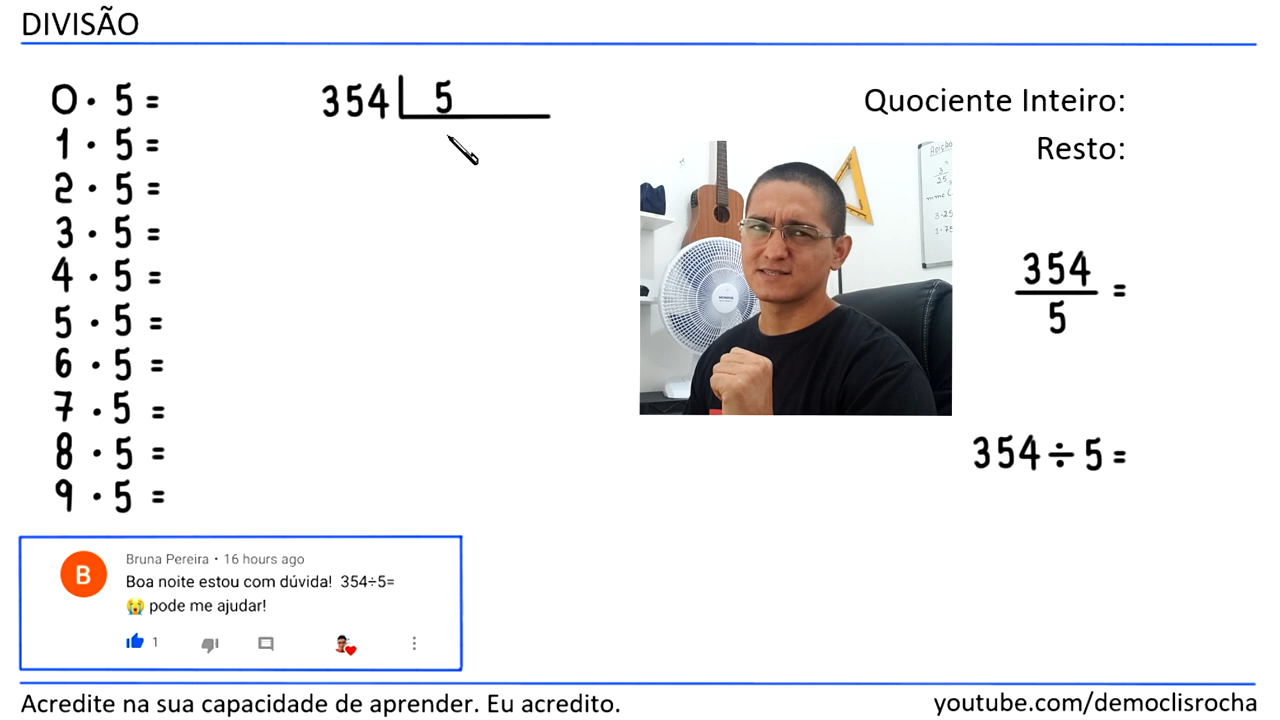 DIVISÃO
0 · 5 =
1 · 5 =
2 · 5 =
3 · 5 =
4 · 5 =
5 · 5 =
6 · 5 =
7 · 5 =
8 · 5 =
9 · 5 =
354 5
Quociente Inteiro:
Resto:
354
5
=
354 ÷ 5 =
Bruna Pereira • 16 hours ago
Boa noite estou com dúvida! 354÷5=
😭 pode me ajudar!
1
Acredite na sua capacidade de aprender. Eu acredito.
youtube.com/democlisrocha
B